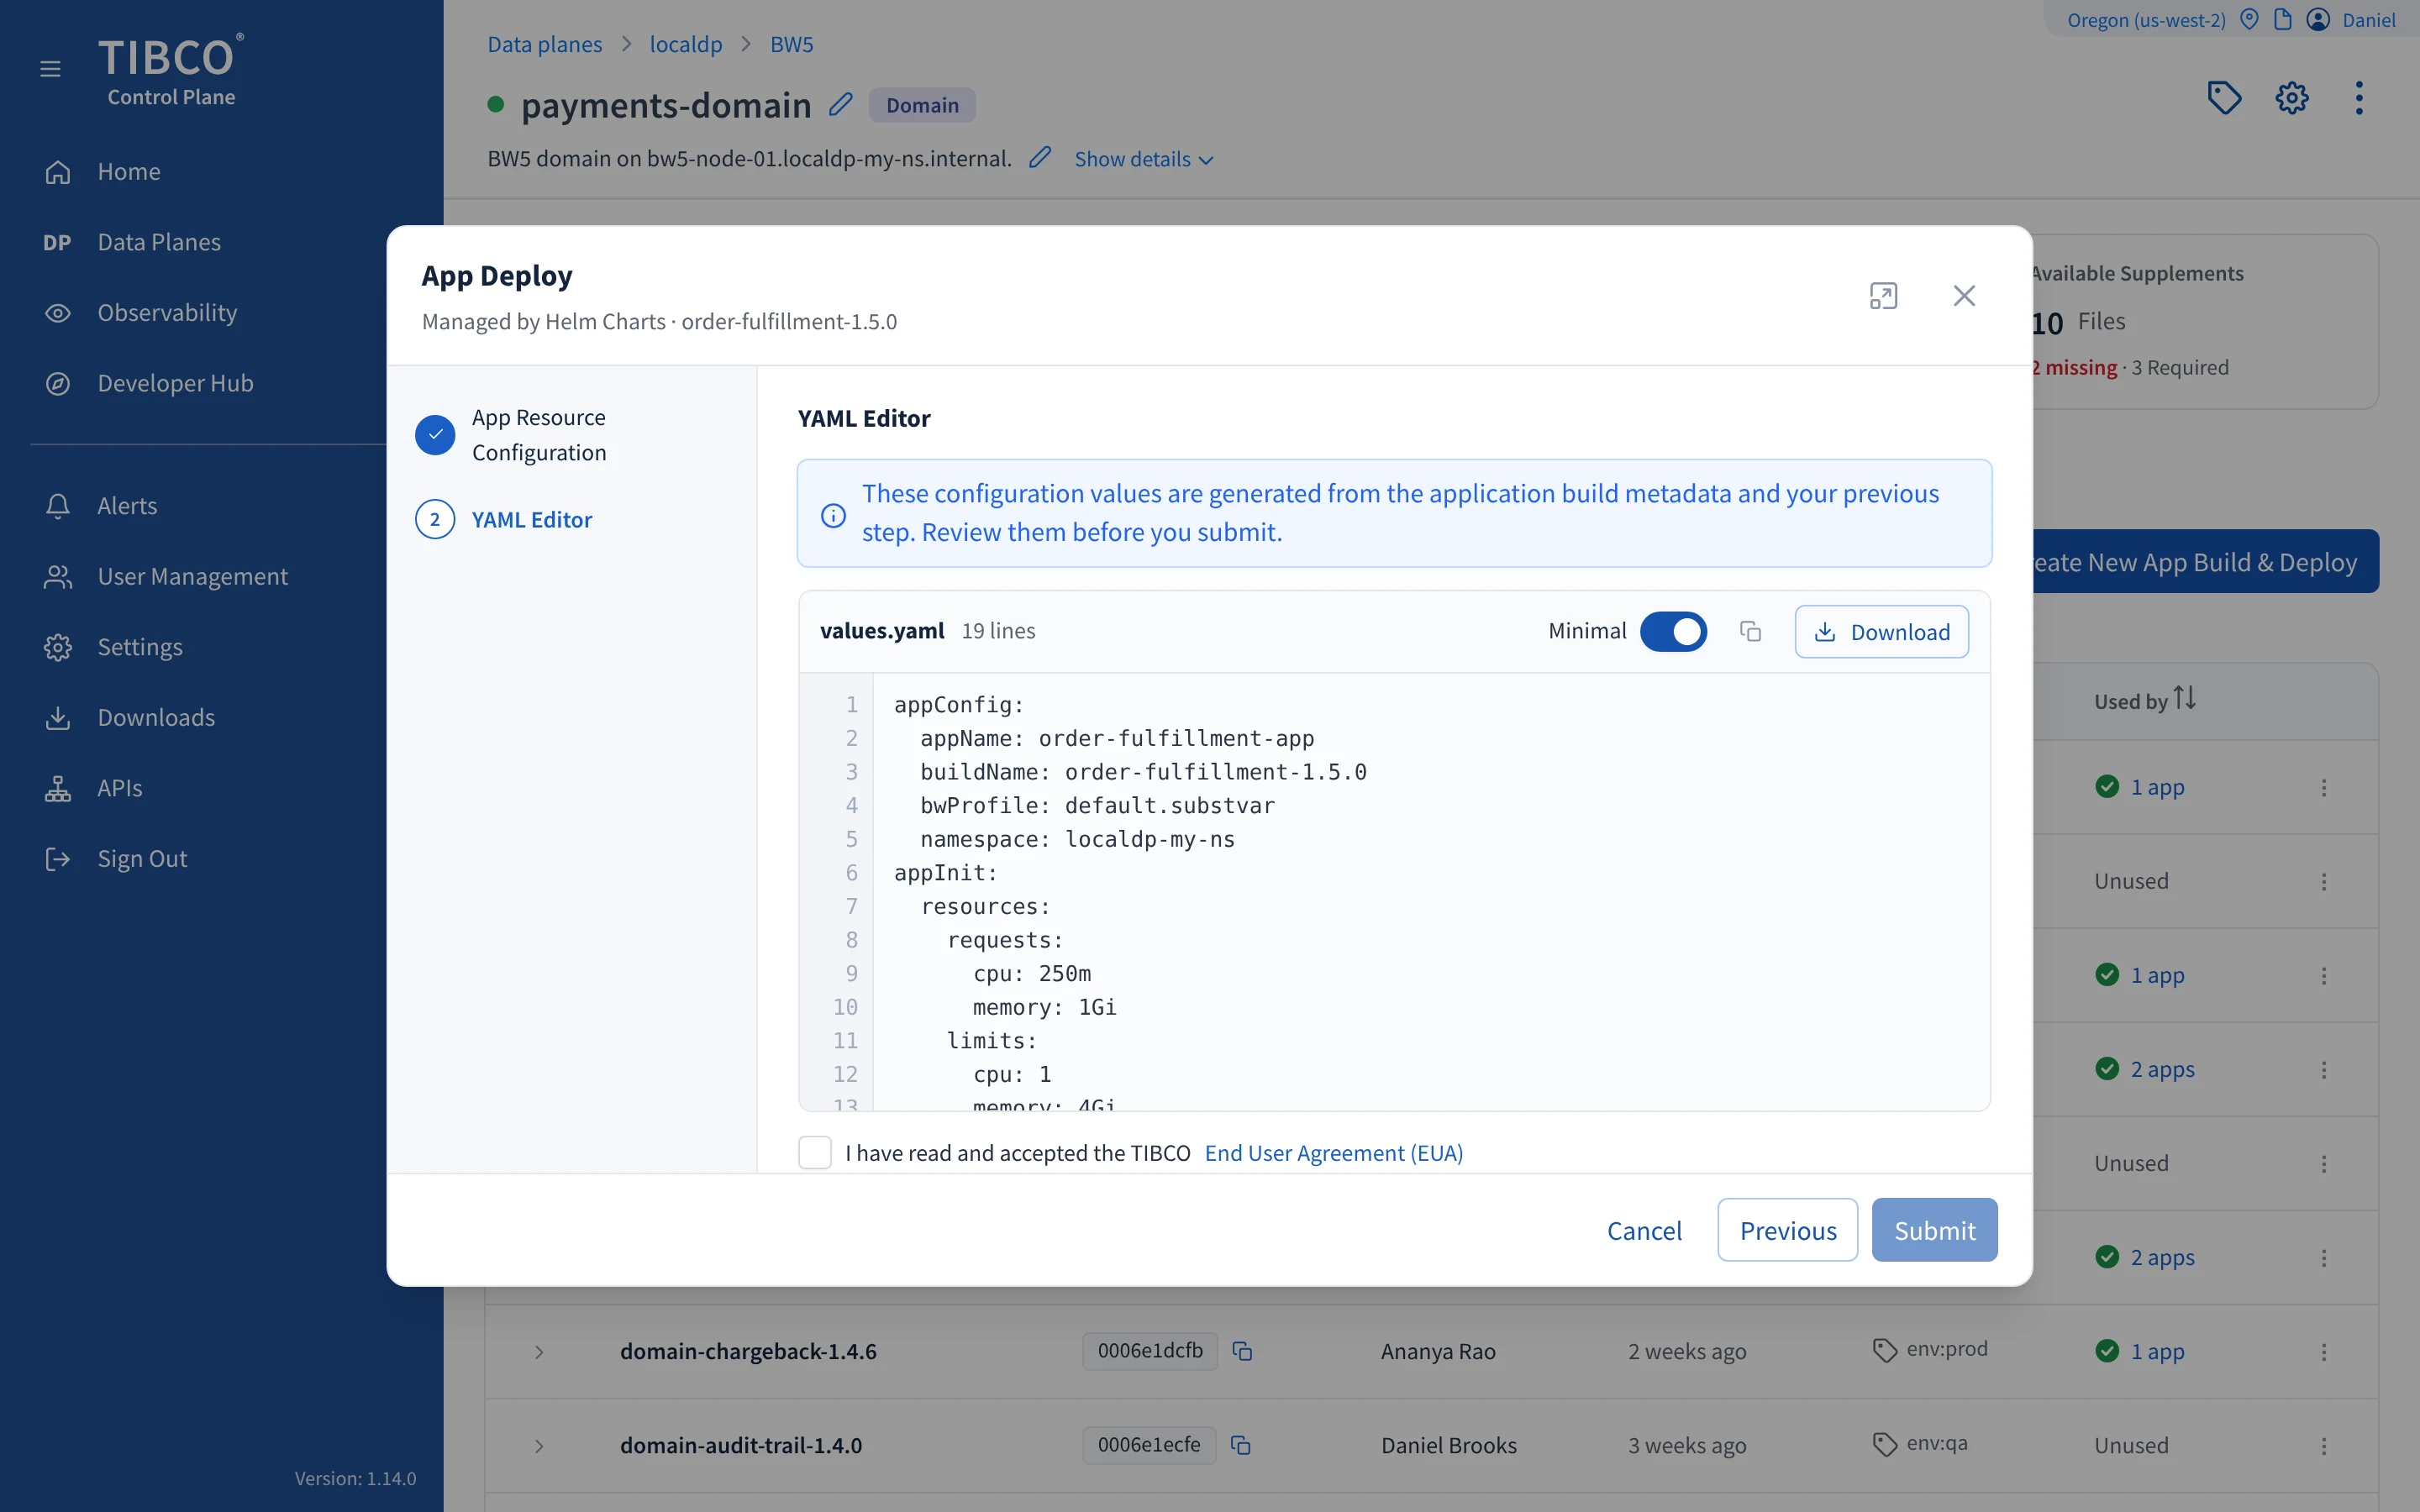 TIBCO®
Control Plane
Home
DP Data Planes
Observability
Developer Hub
Alerts
User Management
Settings
Downloads
APIs
Sign Out
Version: 1.14.0
Oregon (us-west-2) Daniel
Data planes > localdp > BW5
payments-domain Domain
BW5 domain on bw5-node-01.localdp-my-ns.internal. Show details
Available Supplements
10 Files
2 missing · 3 Required
eate New App Build & Deploy
App Deploy
Managed by Helm Charts · order-fulfillment-1.5.0
App Resource
Configuration
2 YAML Editor
YAML Editor
These configuration values are generated from the application build metadata and your previous
step. Review them before you submit.
values.yaml 19 lines Minimal Download
1 appConfig:
2 appName: order-fulfillment-app
3 buildName: order-fulfillment-1.5.0
4 bwProfile: default.substvar
5 namespace: localdp-my-ns
6 appInit:
7 resources:
8 requests:
9 cpu: 250m
10 memory: 1Gi
11 limits:
12 cpu: 1
13 memory: 4Gi
I have read and accepted the TIBCO End User Agreement (EUA)
Cancel Previous Submit
Used by
1 app
Unused
1 app
2 apps
Unused
2 apps
domain-chargeback-1.4.6 0006e1dcfb Ananya Rao 2 weeks ago env:prod 1 app
domain-audit-trail-1.4.0 0006e1ecfe Daniel Brooks 3 weeks ago env:qa Unused